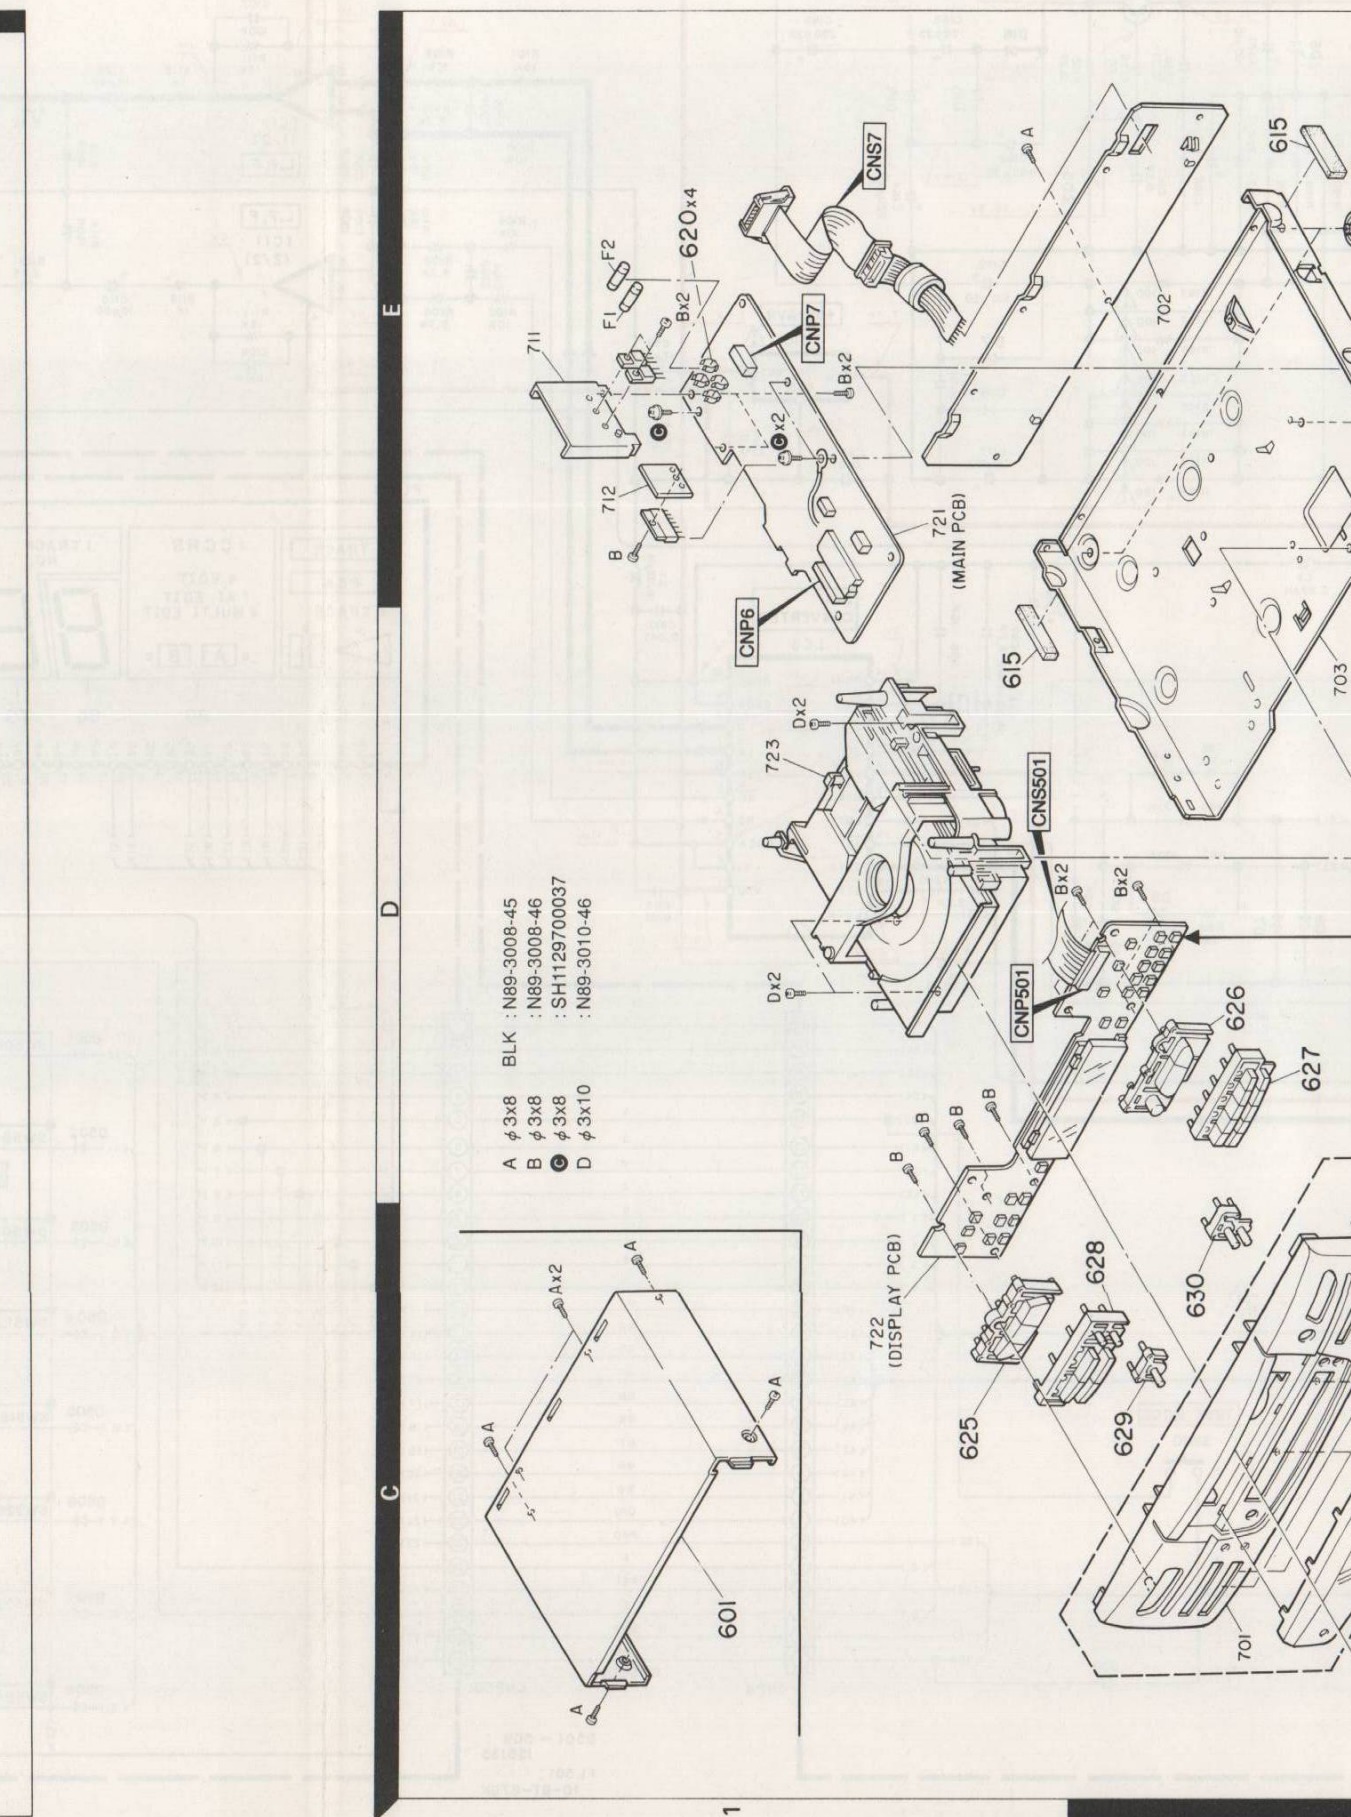 C
D
E
1
A φ3x8 BLK : N89-3008-45
B φ3x8 : N89-3008-46
C φ3x8 : SH112970037
D φ3x10 : N89-3010-46
601
A
A
Ax2
A
A
711
712
B
F1
F2
620x4
Bx2
C
Cx2
Bx2
CNP7
CNP6
CNS7
721
(MAIN PCB)
A
702
615
615
703
723
Dx2
Dx2
CNS501
CNP501
Bx2
Bx2
B
B
B
B
722
(DISPLAY PCB)
625
626
627
628
629
630
701